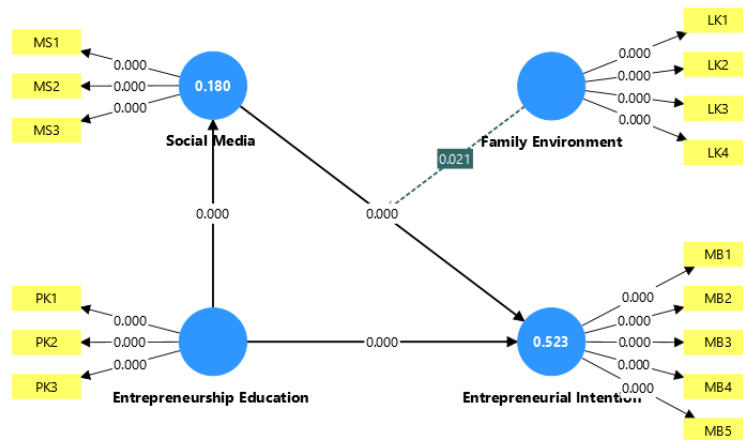 MS1
MS2
MS3
0.000
0.000
0.000
0.180
Social Media
LK1
LK2
LK3
LK4
0.000
0.000
0.000
0.000
Family Environment
0.021
0.000
0.000
PK1
PK2
PK3
0.000
0.000
0.000
Entrepreneurship Education
0.000
0.523
Entrepreneurial Intention
0.000
0.000
0.000
0.000
0.000
MB1
MB2
MB3
MB4
MB5